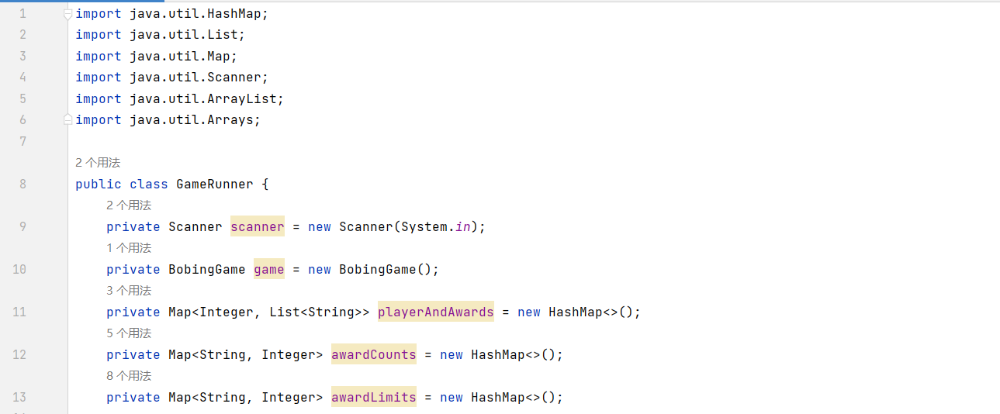 1 import java.util.HashMap;
2 import java.util.List;
3 import java.util.Map;
4 import java.util.Scanner;
5 import java.util.ArrayList;
6 import java.util.Arrays;
7
2 个用法
8 public class GameRunner {
2 个用法
9 private Scanner scanner = new Scanner(System.in);
1 个用法
10 private BobingGame game = new BobingGame();
3 个用法
11 private Map<Integer, List<String>> playerAndAwards = new HashMap<>();
5 个用法
12 private Map<String, Integer> awardCounts = new HashMap<>();
8 个用法
13 private Map<String, Integer> awardLimits = new HashMap<>();